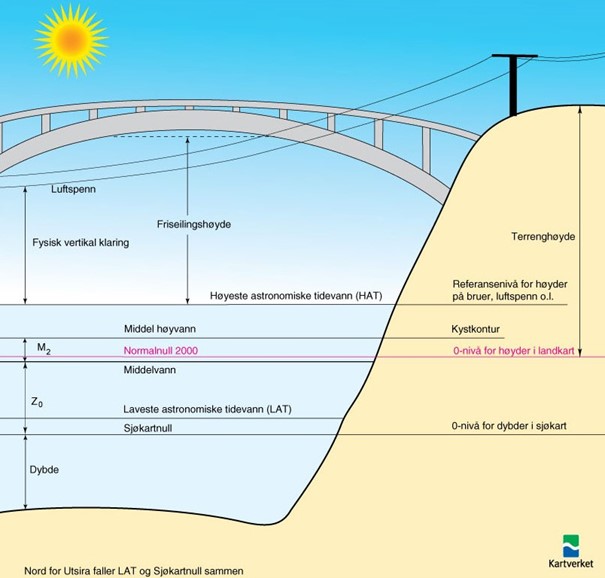 Luftspenn
Friseilingshøyde
Fysisk vertikal klaring
Terrenghøyde
Høyeste astronomiske tidevann (HAT)
Referansenivå for høyder
på bruer, luftspenn o.l.
Middel høyvann
Kystkontur
M2
Normalnull 2000
0-nivå for høyder i landkart
Middelvann
Z0
Laveste astronomiske tidevann (LAT)
Sjøkartnull
0-nivå for dybder i sjøkart
Dybde
Kartverket
Nord for Utsira faller LAT og Sjøkartnull sammen